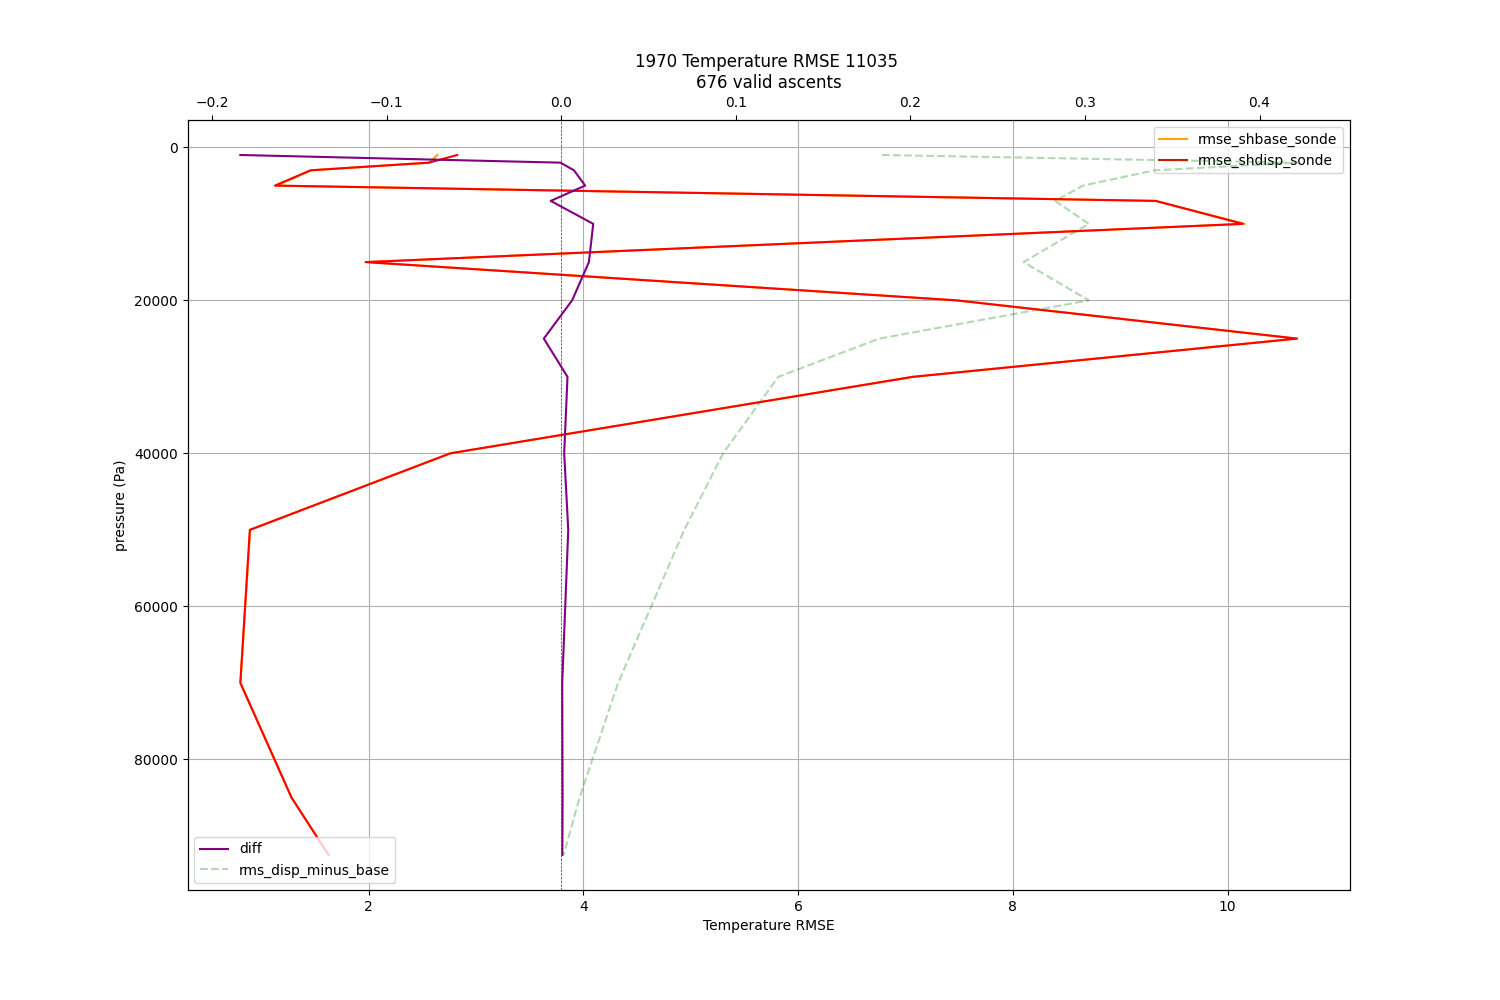 1970 Temperature RMSE 11035
676 valid ascents
−0.2 −0.1 0.0 0.1 0.2 0.3 0.4
rmse_shbase_sonde
rmse_shdisp_sonde
0
20000
40000
60000
80000
pressure (Pa)
diff
rms_disp_minus_base
2 4 6 8 10
Temperature RMSE